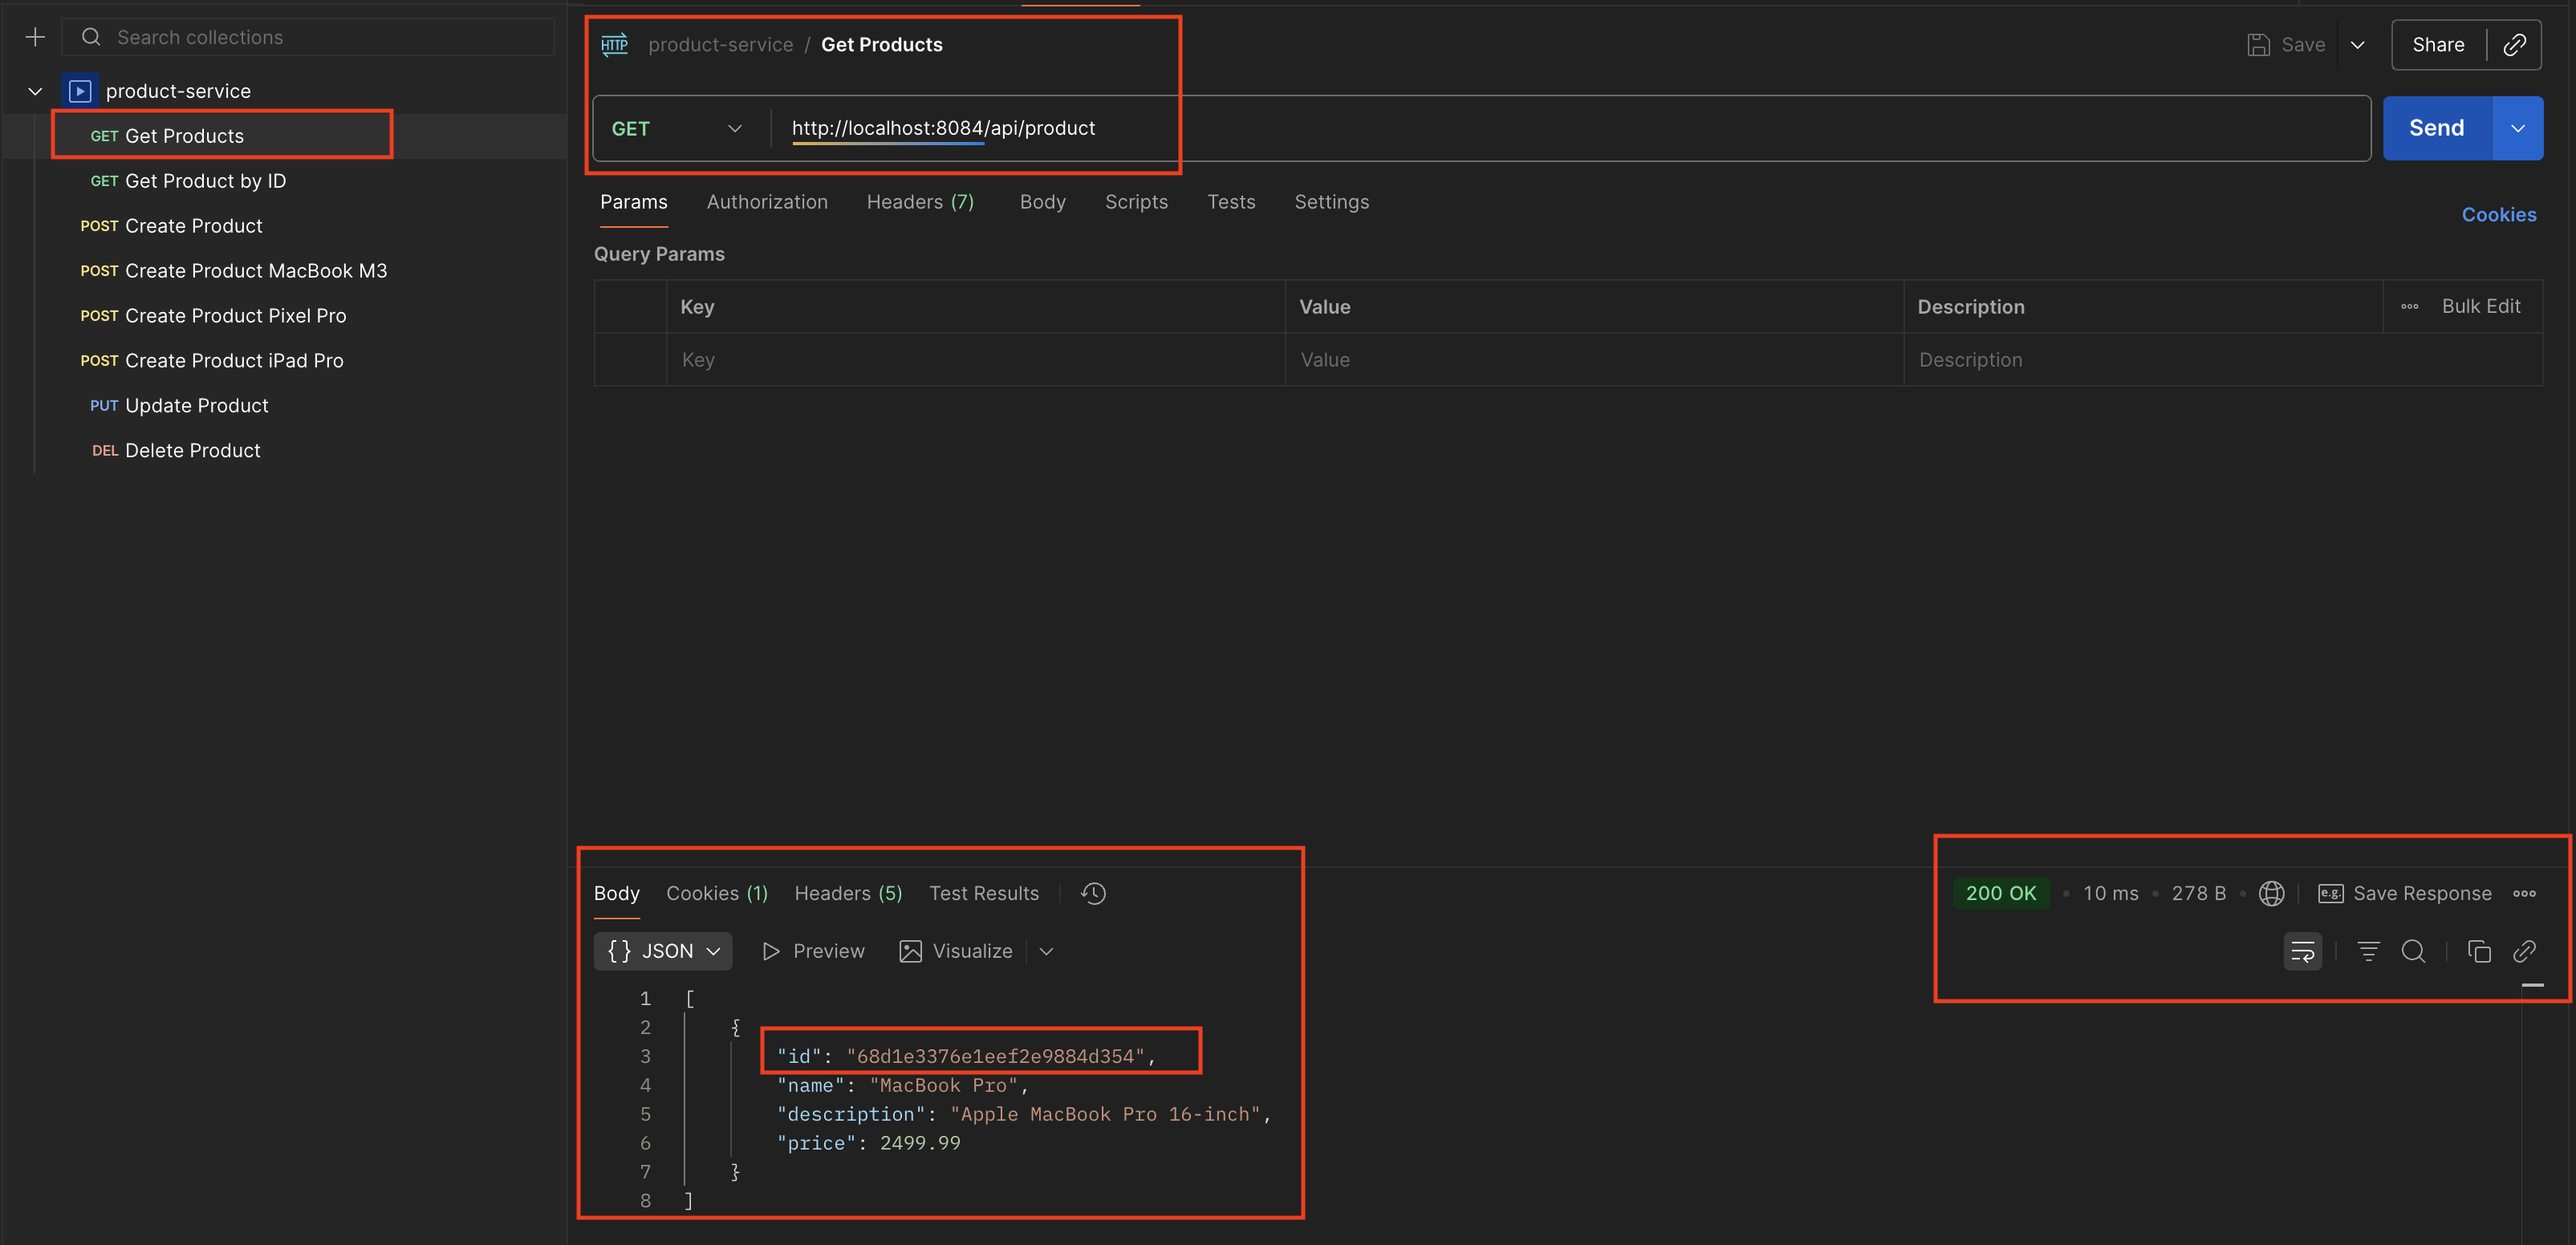 Search collections
product-service
GET Get Products
GET Get Product by ID
POST Create Product
POST Create Product MacBook M3
POST Create Product Pixel Pro
POST Create Product iPad Pro
PUT Update Product
DEL Delete Product
HTTP product-service / Get Products
Save Share
GET http://localhost:8084/api/product Send
Params Authorization Headers (7) Body Scripts Tests Settings
Cookies
Query Params
Key Value Description Bulk Edit
Key Value Description
Body Cookies (1) Headers (5) Test Results
200 OK • 10 ms • 278 B • e.g. Save Response
{} JSON Preview Visualize
1 [
2 {
3 "id": "68d1e3376e1eef2e9884d354",
4 "name": "MacBook Pro",
5 "description": "Apple MacBook Pro 16-inch",
6 "price": 2499.99
7 }
8 ]